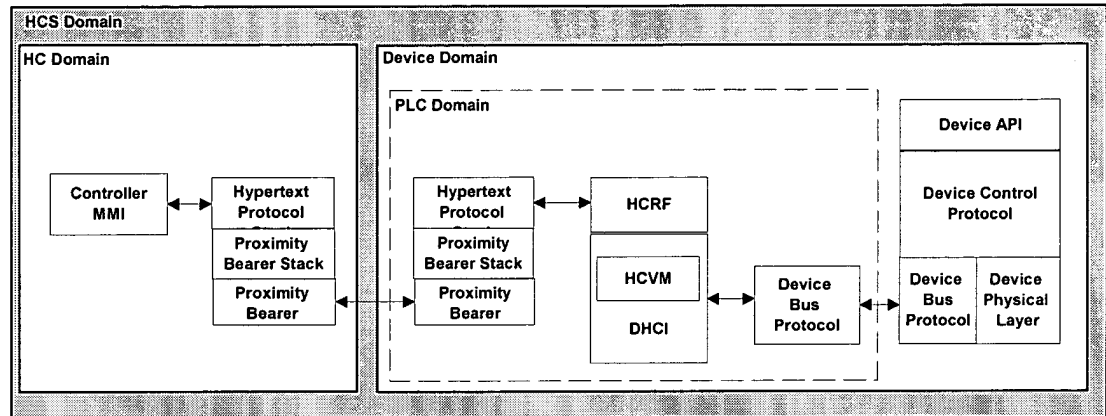 HCS Domain
HC Domain
Controller
MMI
Hypertext
Protocol
Proximity
Bearer Stack
Proximity
Bearer
Device Domain
PLC Domain
Hypertext
Protocol
Proximity
Bearer Stack
Proximity
Bearer
HCRF
HCVM
DHCI
Device
Bus
Protocol
Device API
Device Control
Protocol
Device
Bus
Protocol
Device
Physical
Layer